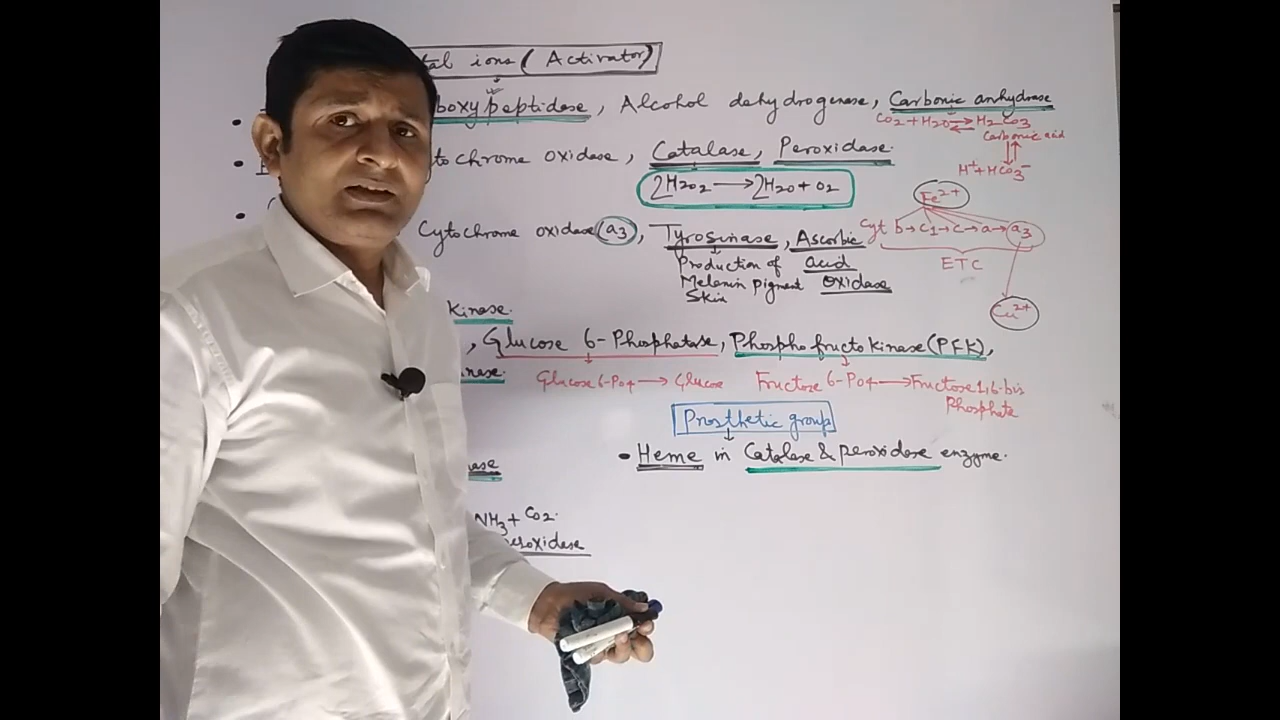 tal ions (Activator)
boxypeptidase, Alcohol dehydrogenase, Carbonic anhydrase
CO2 + H2O ⇌ H2CO3
Carbonic acid
H+ + HCO3-
tochrome oxidase, Catalase, Peroxidase.
2H2O2 → 2H2O + O2
Fe2+
Cytochrome oxidase (a3), Tyrosinase, Ascorbic acid oxidase
Cyt b→c1→c→a→a3
ETC
Production of
Melanin pigment
Skin
Cu2+
kinase.
, Glucose 6-Phosphatase, Phosphofructokinase (PFK),
nase.
Glucose 6-PO4 → Glucose
Fructose 6-PO4 → Fructose 1,6-bis
Phosphate
Prosthetic group
• Heme in Catalase & peroxidase enzyme.
nase
NH3 + CO2.
eroxidase